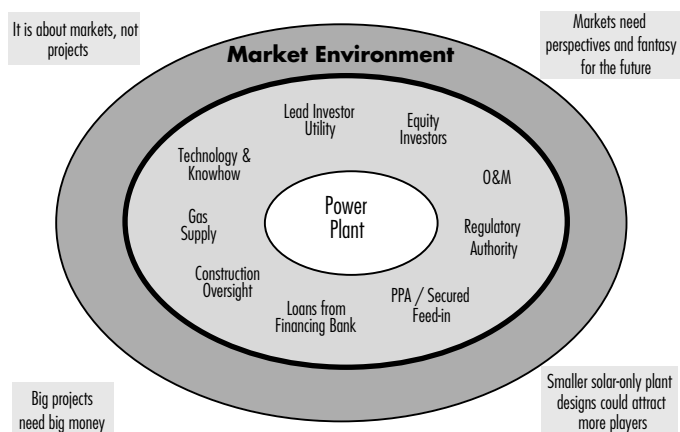 It is about markets, not
projects
Markets need
perspectives and fantasy
for the future
Market Environment
Lead Investor
Utility
Equity
Investors
Technology &
Knowhow
O&M
Gas
Supply
Power
Plant
Regulatory
Authority
Construction
Oversight
Loans from
Financing Bank
PPA / Secured
Feed-in
Big projects
need big money
Smaller solar-only plant
designs could attract
more players